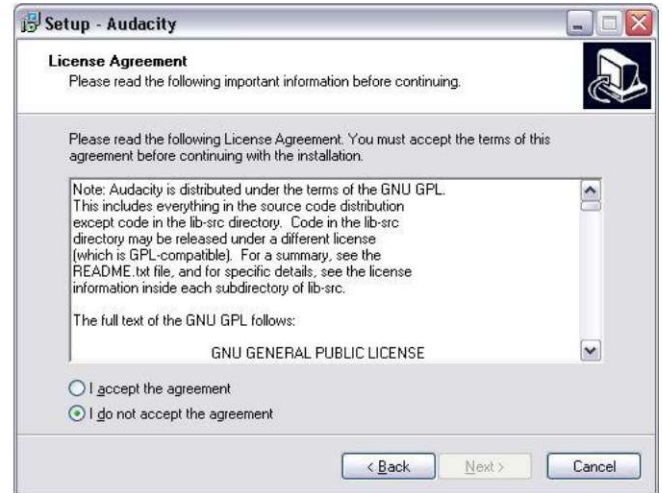 Setup - Audacity
License Agreement
Please read the following important information before continuing.
Please read the following License Agreement. You must accept the terms of this
agreement before continuing with the installation.
Note: Audacity is distributed under the terms of the GNU GPL.
This includes everything in the source code distribution
except code in the lib-src directory. Code in the lib-src
directory may be released under a different license
(which is GPL-compatible). For a summary, see the
README.txt file, and for specific details, see the license
information inside each subdirectory of lib-src.
The full text of the GNU GPL follows:
GNU GENERAL PUBLIC LICENSE
I accept the agreement
I do not accept the agreement
< Back Next > Cancel